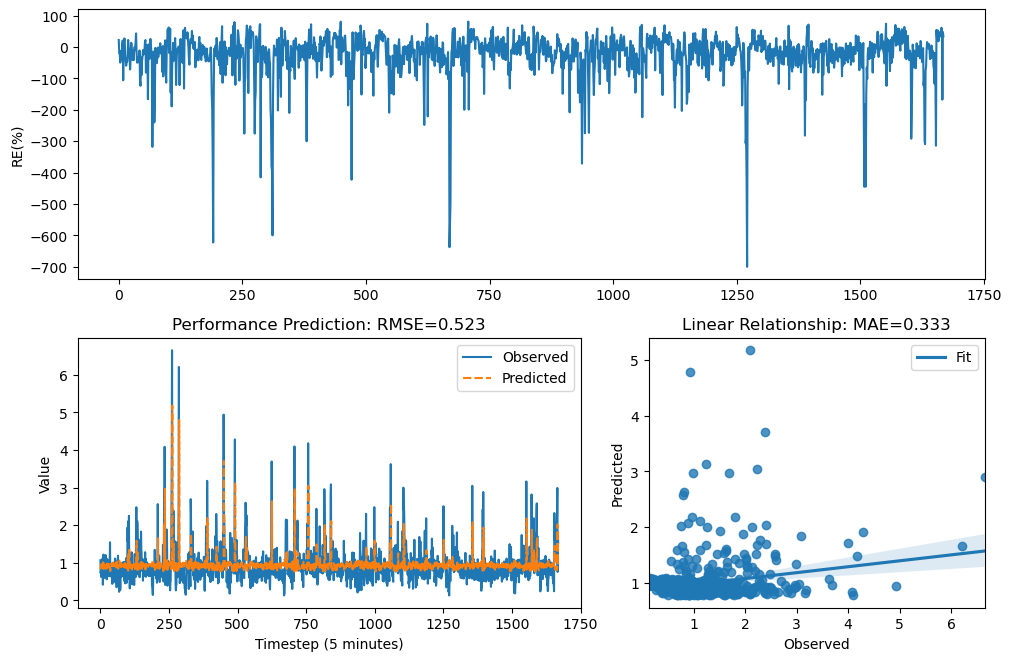 100
0
−100
−200
−300
−400
−500
−600
−700
RE(%)
0 250 500 750 1000 1250 1500 1750
Performance Prediction: RMSE=0.523
Observed
Predicted
6
5
4
3
2
1
0
Value
0 250 500 750 1000 1250 1500 1750
Timestep (5 minutes)
Linear Relationship: MAE=0.333
Fit
5
4
3
2
1
Predicted
1 2 3 4 5 6
Observed